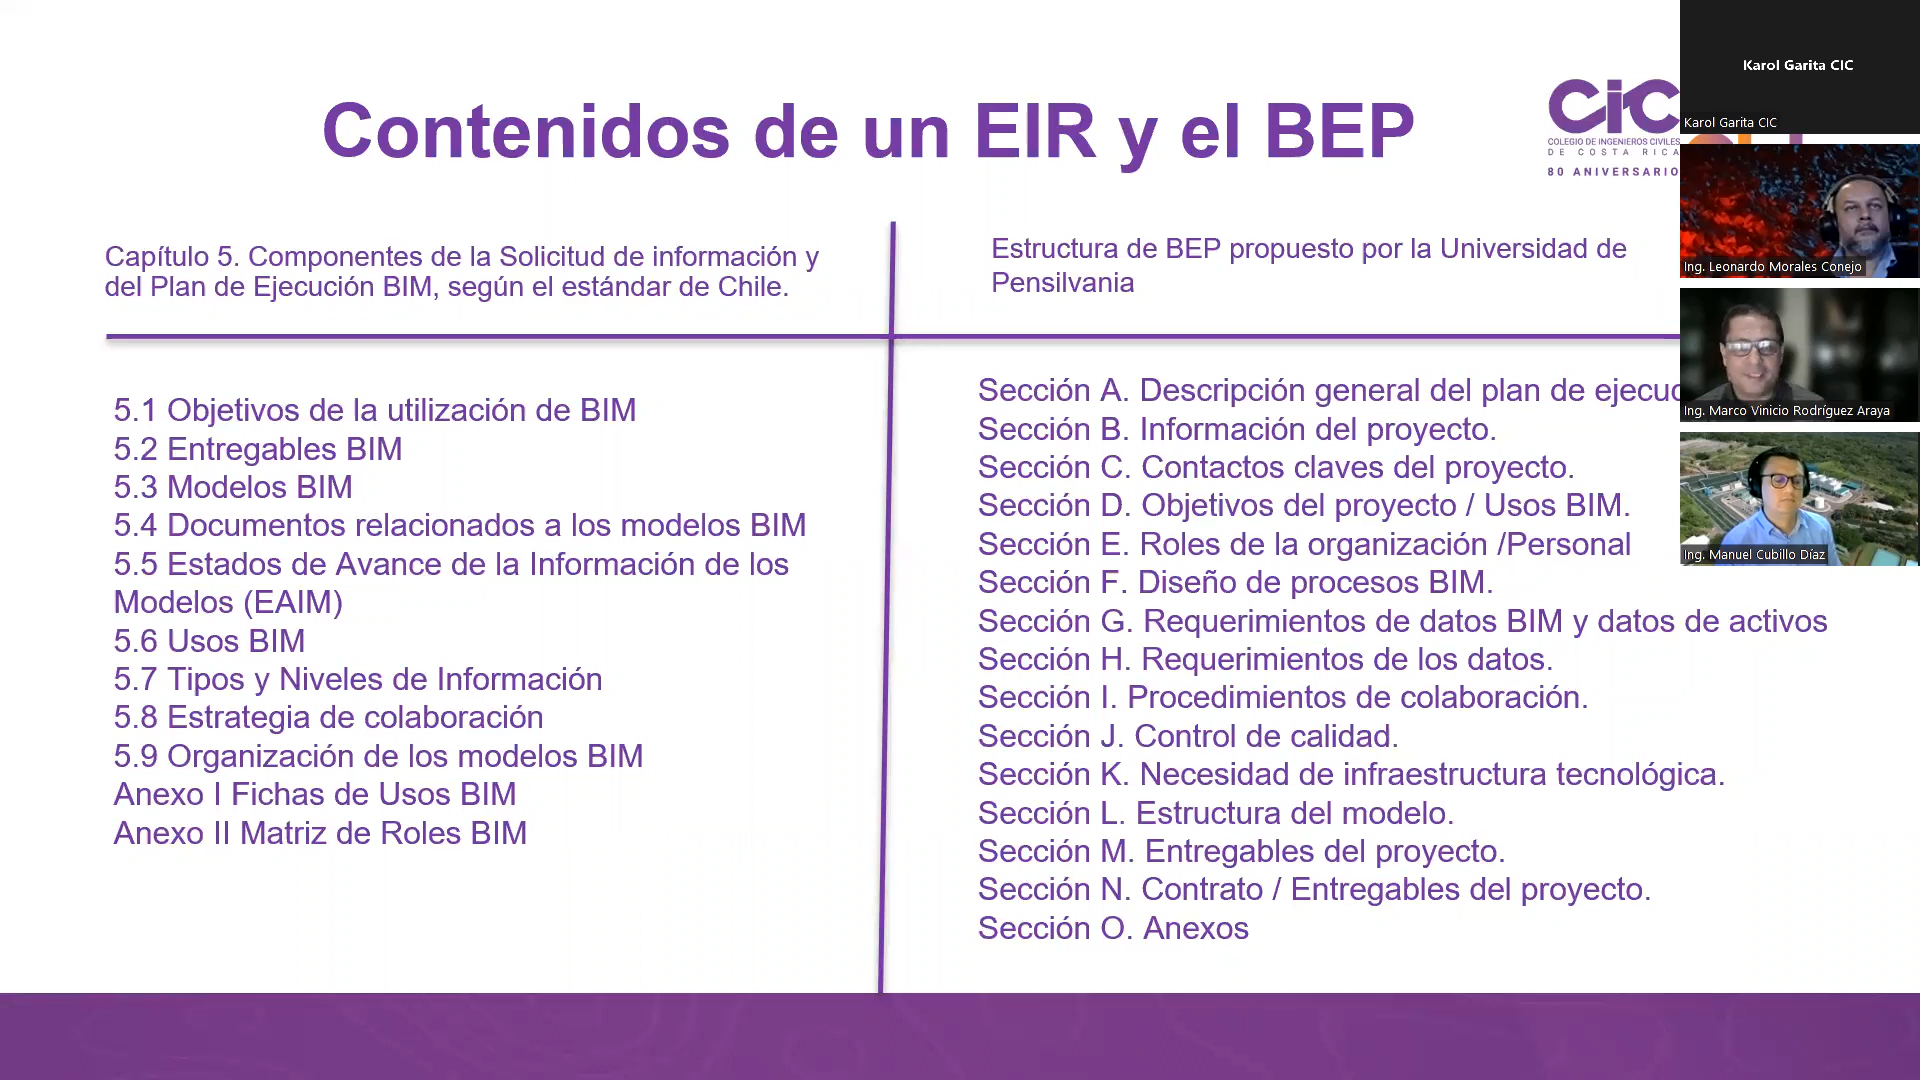 Contenidos de un EIR y el BEP
CIC
COLEGIO DE INGENIEROS CIVILES
DE COSTA RICA
80 ANIVERSARIO
Capítulo 5. Componentes de la Solicitud de información y
del Plan de Ejecución BIM, según el estándar de Chile.
Estructura de BEP propuesto por la Universidad de
Pensilvania
5.1 Objetivos de la utilización de BIM
5.2 Entregables BIM
5.3 Modelos BIM
5.4 Documentos relacionados a los modelos BIM
5.5 Estados de Avance de la Información de los
Modelos (EAIM)
5.6 Usos BIM
5.7 Tipos y Niveles de Información
5.8 Estrategia de colaboración
5.9 Organización de los modelos BIM
Anexo I Fichas de Usos BIM
Anexo II Matriz de Roles BIM
Sección A. Descripción general del plan de
Sección B. Información del proyecto.
Sección C. Contactos claves del proyecto.
Sección D. Objetivos del proyecto / Usos BIM.
Sección E. Roles de la organización /Personal
Sección F. Diseño de procesos BIM.
Sección G. Requerimientos de datos BIM y datos de activos
Sección H. Requerimientos de los datos.
Sección I. Procedimientos de colaboración.
Sección J. Control de calidad.
Sección K. Necesidad de infraestructura tecnológica.
Sección L. Estructura del modelo.
Sección M. Entregables del proyecto.
Sección N. Contrato / Entregables del proyecto.
Sección O. Anexos
Karol Garita CIC
Karol Garita CIC
Ing. Leonardo Morales Conejo
Ing. Marco Vinicio Rodríguez Araya
Ing. Manuel Cubillo Díaz